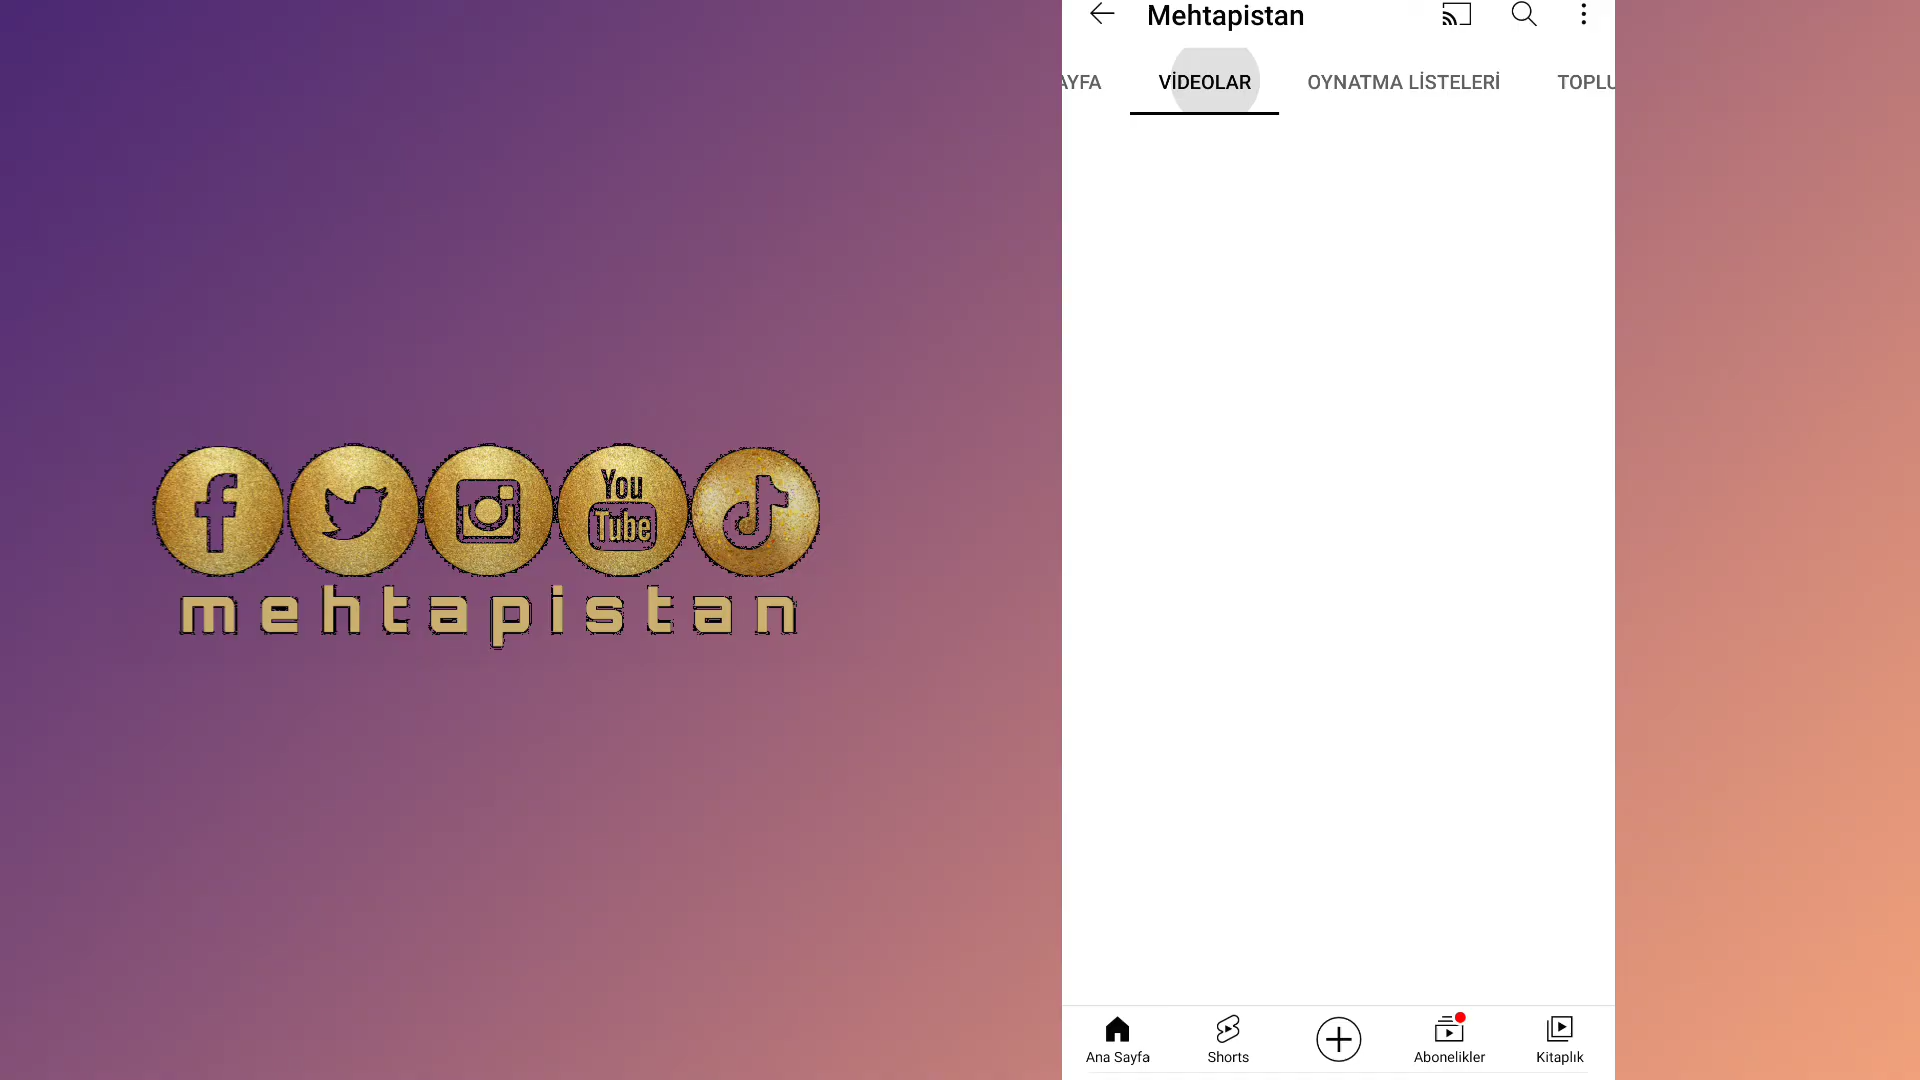 You
Tube
mehtapistan
Mehtapistan
AYFA VİDEOLAR OYNATMA LİSTELERİ TOPLU
Ana Sayfa Shorts Abonelikler Kitaplık